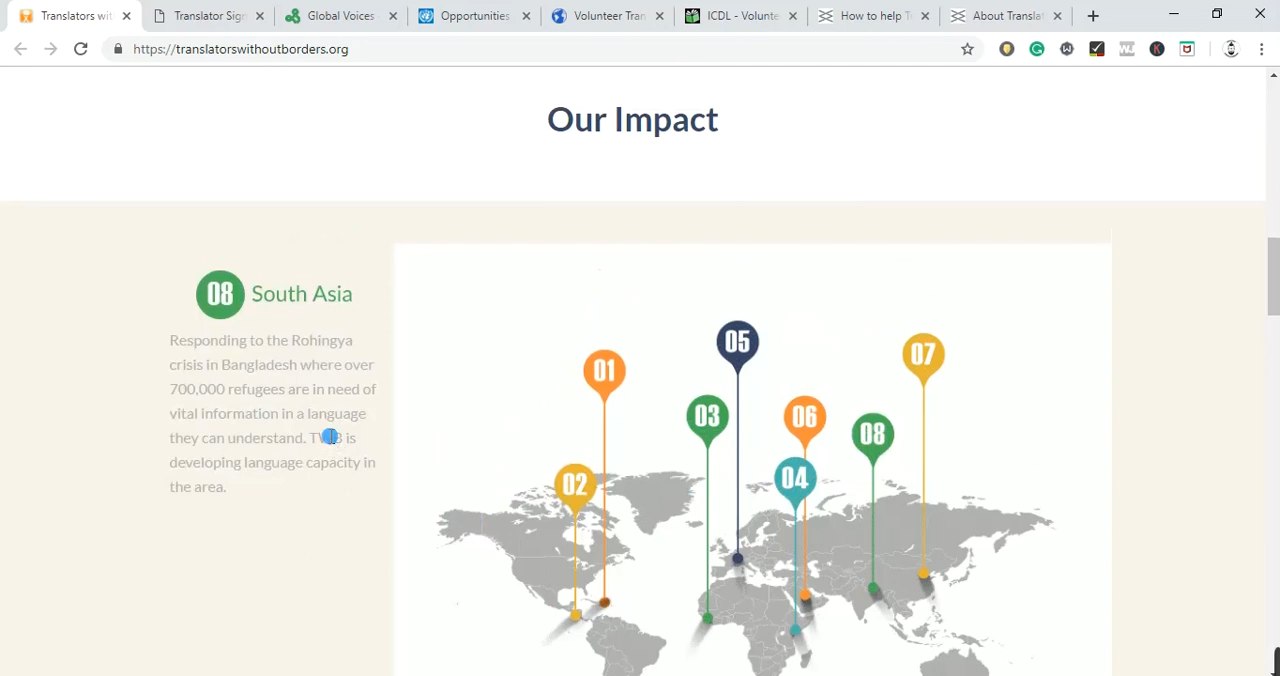 Translators wit
Translator Sign
Global Voices
Opportunities
Volunteer Tran
ICDL - Volunte
How to help T
About Translat
https://translatorswithoutborders.org
Our Impact
08 South Asia
Responding to the Rohingya
crisis in Bangladesh where over
700,000 refugees are in need of
vital information in a language
they can understand. TWB is
developing language capacity in
the area.
05
01
07
03
06
08
04
02